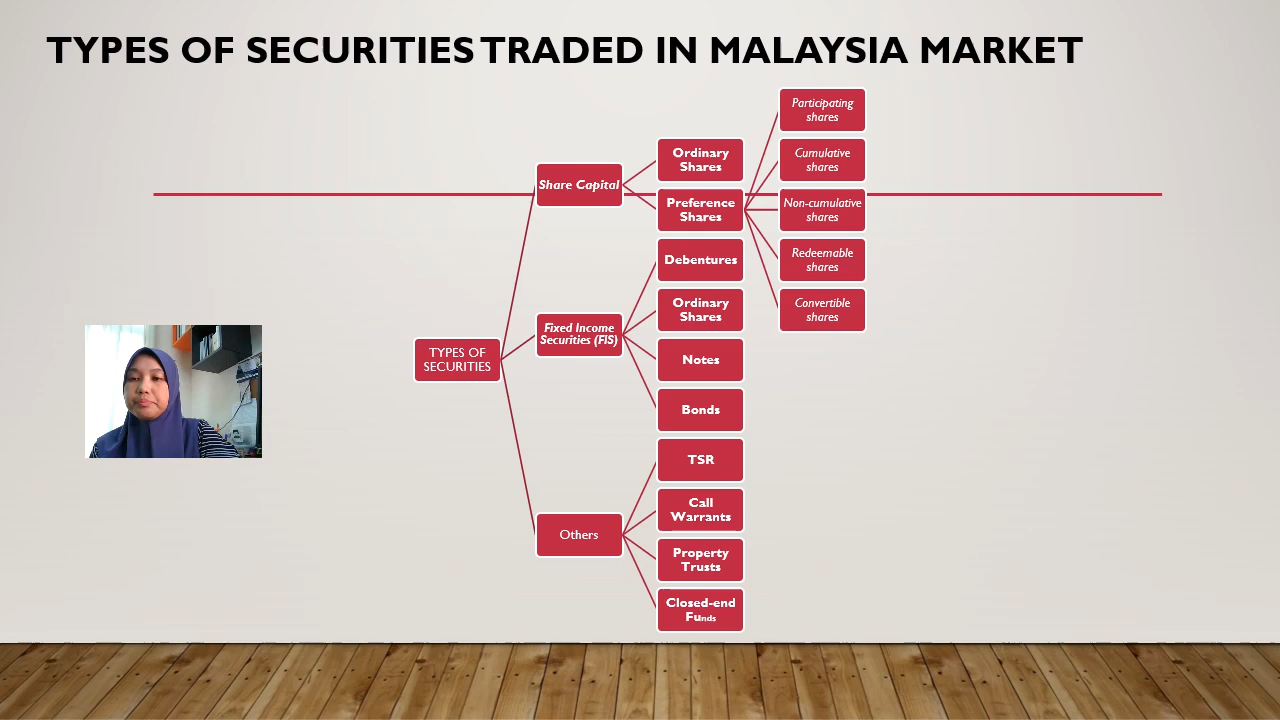 TYPES OF SECURITIES TRADED IN MALAYSIA MARKET
TYPES OF
SECURITIES
Share Capital
Ordinary
Shares
Preference
Shares
Participating
shares
Cumulative
shares
Non-cumulative
shares
Redeemable
shares
Convertible
shares
Fixed Income
Securities (FIS)
Debentures
Ordinary
Shares
Notes
Bonds
Others
TSR
Call
Warrants
Property
Trusts
Closed-end
Funds